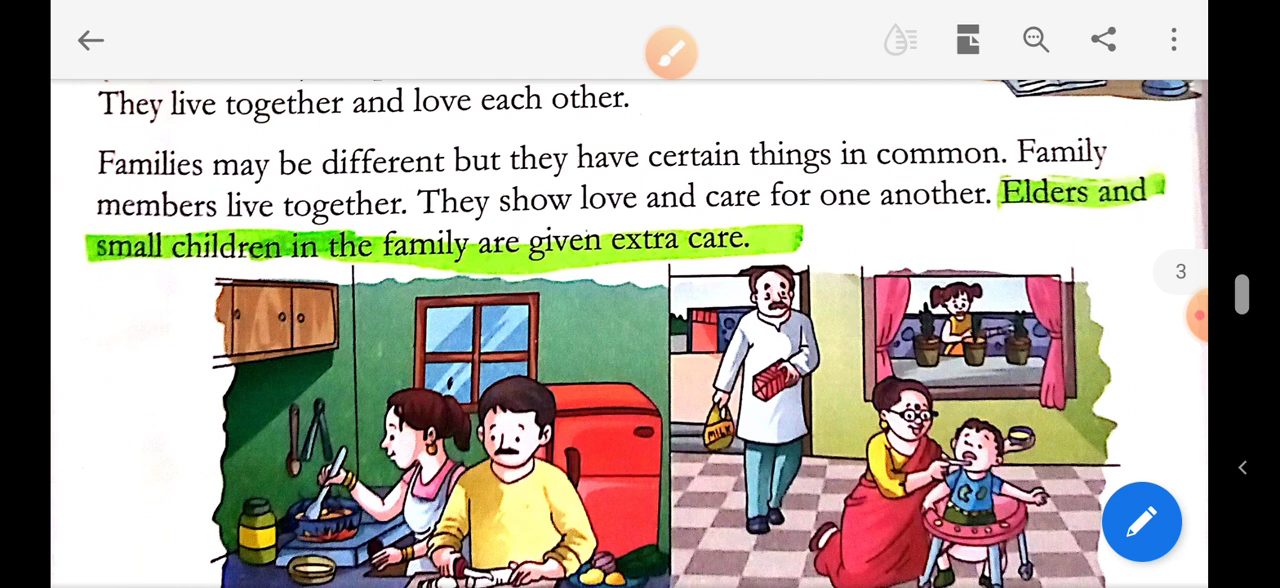 They live together and love each other.
Families may be different but they have certain things in common. Family
members live together. They show love and care for one another. Elders and
small children in the family are given extra care.
3
MILK